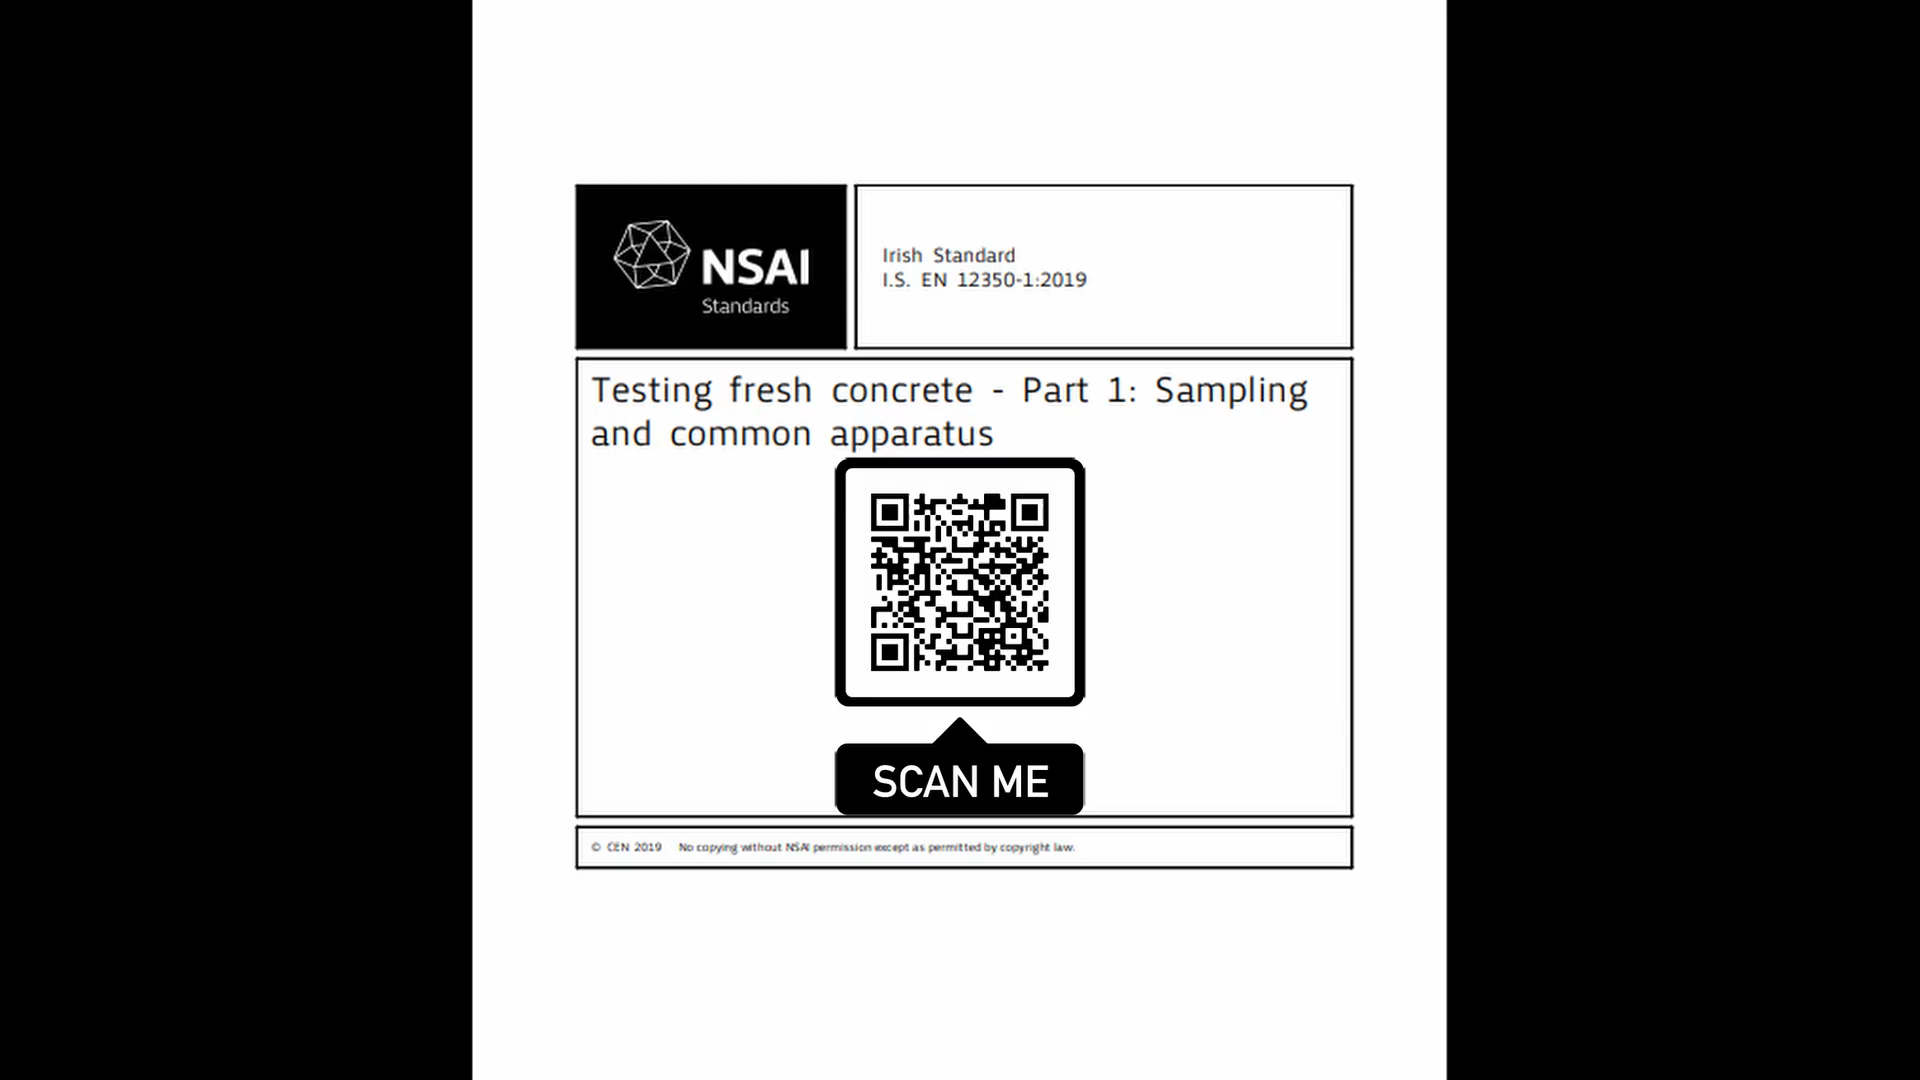 NSAI
Standards
Irish Standard
I.S. EN 12350-1:2019
Testing fresh concrete - Part 1: Sampling
and common apparatus
SCAN ME
© CEN 2019 No copying without NSAI permission except as permitted by copyright law.